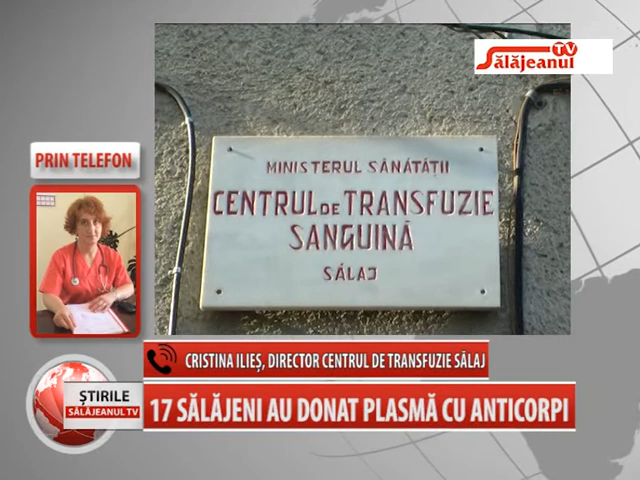 Sălăjeanul TV
PRIN TELEFON
MINISTERUL SĂNĂTĂŢII
CENTRUL DE TRANSFUZIE
SANGUINĂ
SĂLAJ
CRISTINA ILIEȘ, DIRECTOR CENTRUL DE TRANSFUZIE SĂLAJ
ȘTIRILE
SĂLĂJEANUL TV
17 SĂLĂJENI AU DONAT PLASMĂ CU ANTICORPI